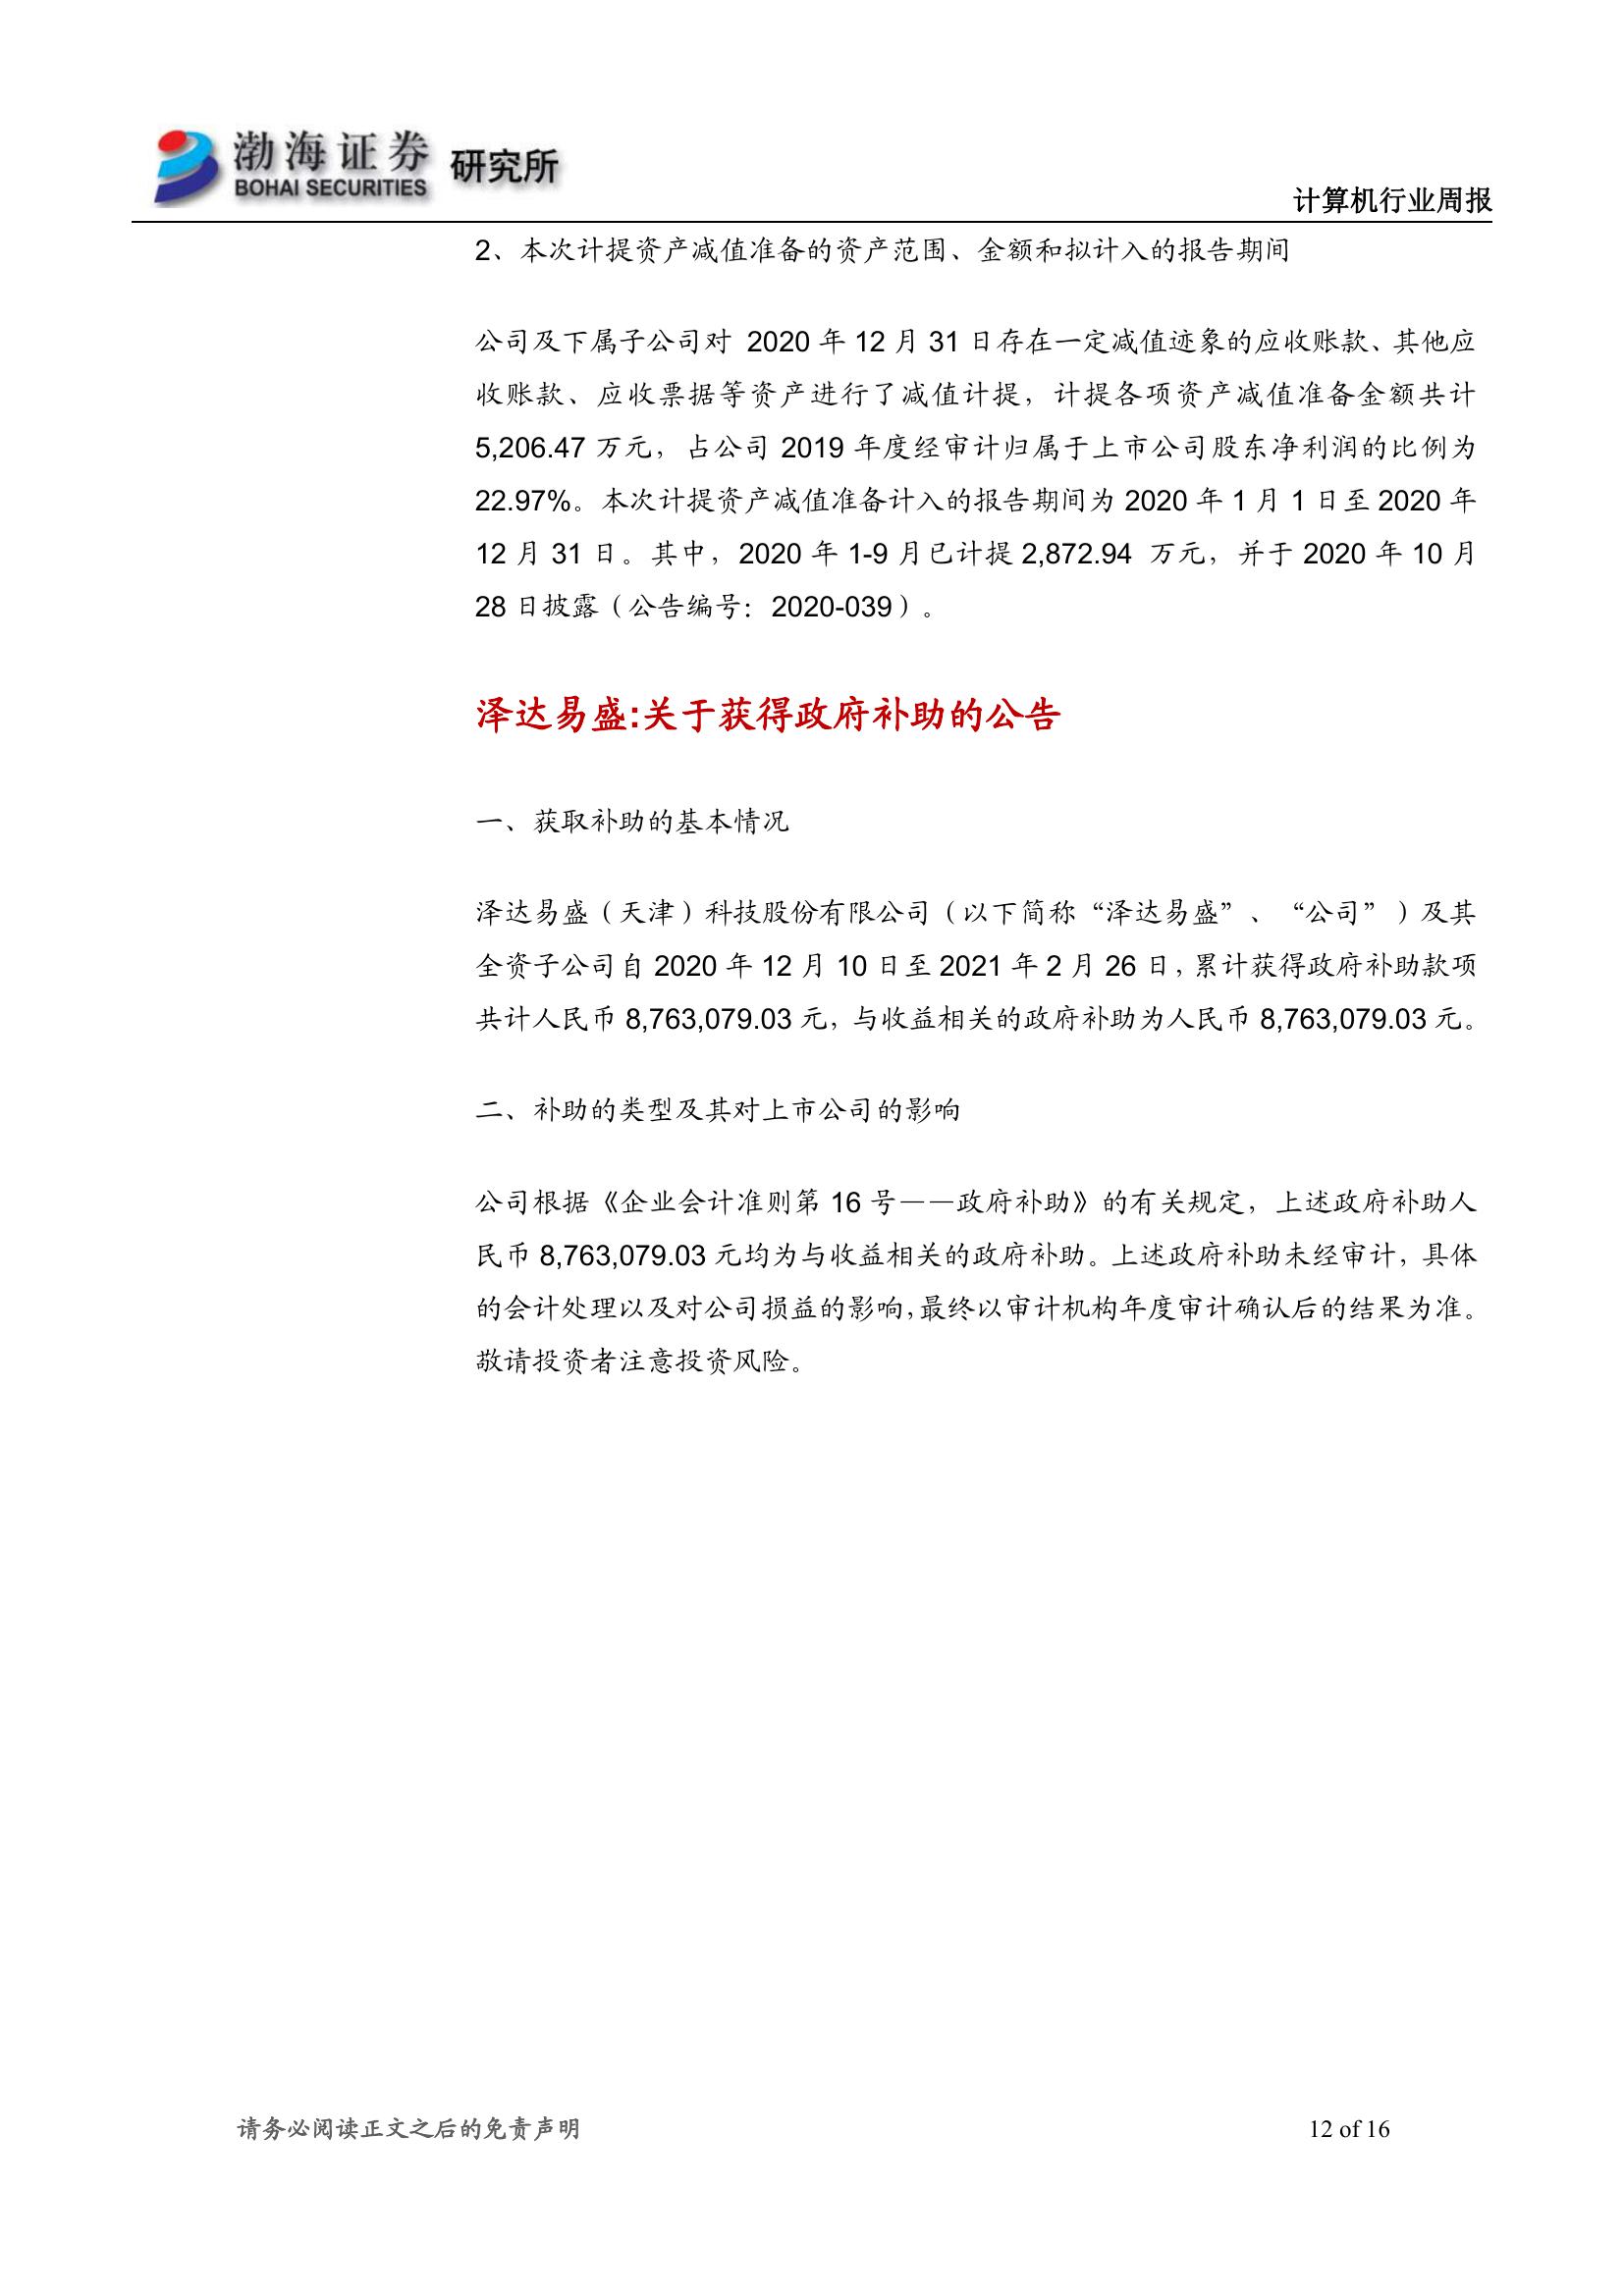 渤海证券 研究所
BOHAI SECURITIES
计算机行业周报
2、本次计提资产减值准备的资产范围、金额和拟计入的报告期间
公司及下属子公司对 2020 年 12 月 31 日存在一定减值迹象的应收账款、其他应
收账款、应收票据等资产进行了减值计提，计提各项资产减值准备金额共计
5,206.47 万元，占公司 2019 年度经审计归属于上市公司股东净利润的比例为
22.97%。本次计提资产减值准备计入的报告期间为 2020 年 1 月 1 日至 2020 年
12 月 31 日。其中，2020 年 1-9 月已计提 2,872.94 万元，并于 2020 年 10 月
28 日披露（公告编号：2020-039）。
泽达易盛:关于获得政府补助的公告
一、获取补助的基本情况
泽达易盛（天津）科技股份有限公司（以下简称“泽达易盛”、“公司”）及其
全资子公司自 2020 年 12 月 10 日至 2021 年 2 月 26 日，累计获得政府补助款项
共计人民币 8,763,079.03 元，与收益相关的政府补助为人民币 8,763,079.03 元。
二、补助的类型及其对上市公司的影响
公司根据《企业会计准则第 16 号——政府补助》的有关规定，上述政府补助人
民币 8,763,079.03 元均为与收益相关的政府补助。上述政府补助未经审计，具体
的会计处理以及对公司损益的影响，最终以审计机构年度审计确认后的结果为准。
敬请投资者注意投资风险。
请务必阅读正文之后的免责声明
12 of 16